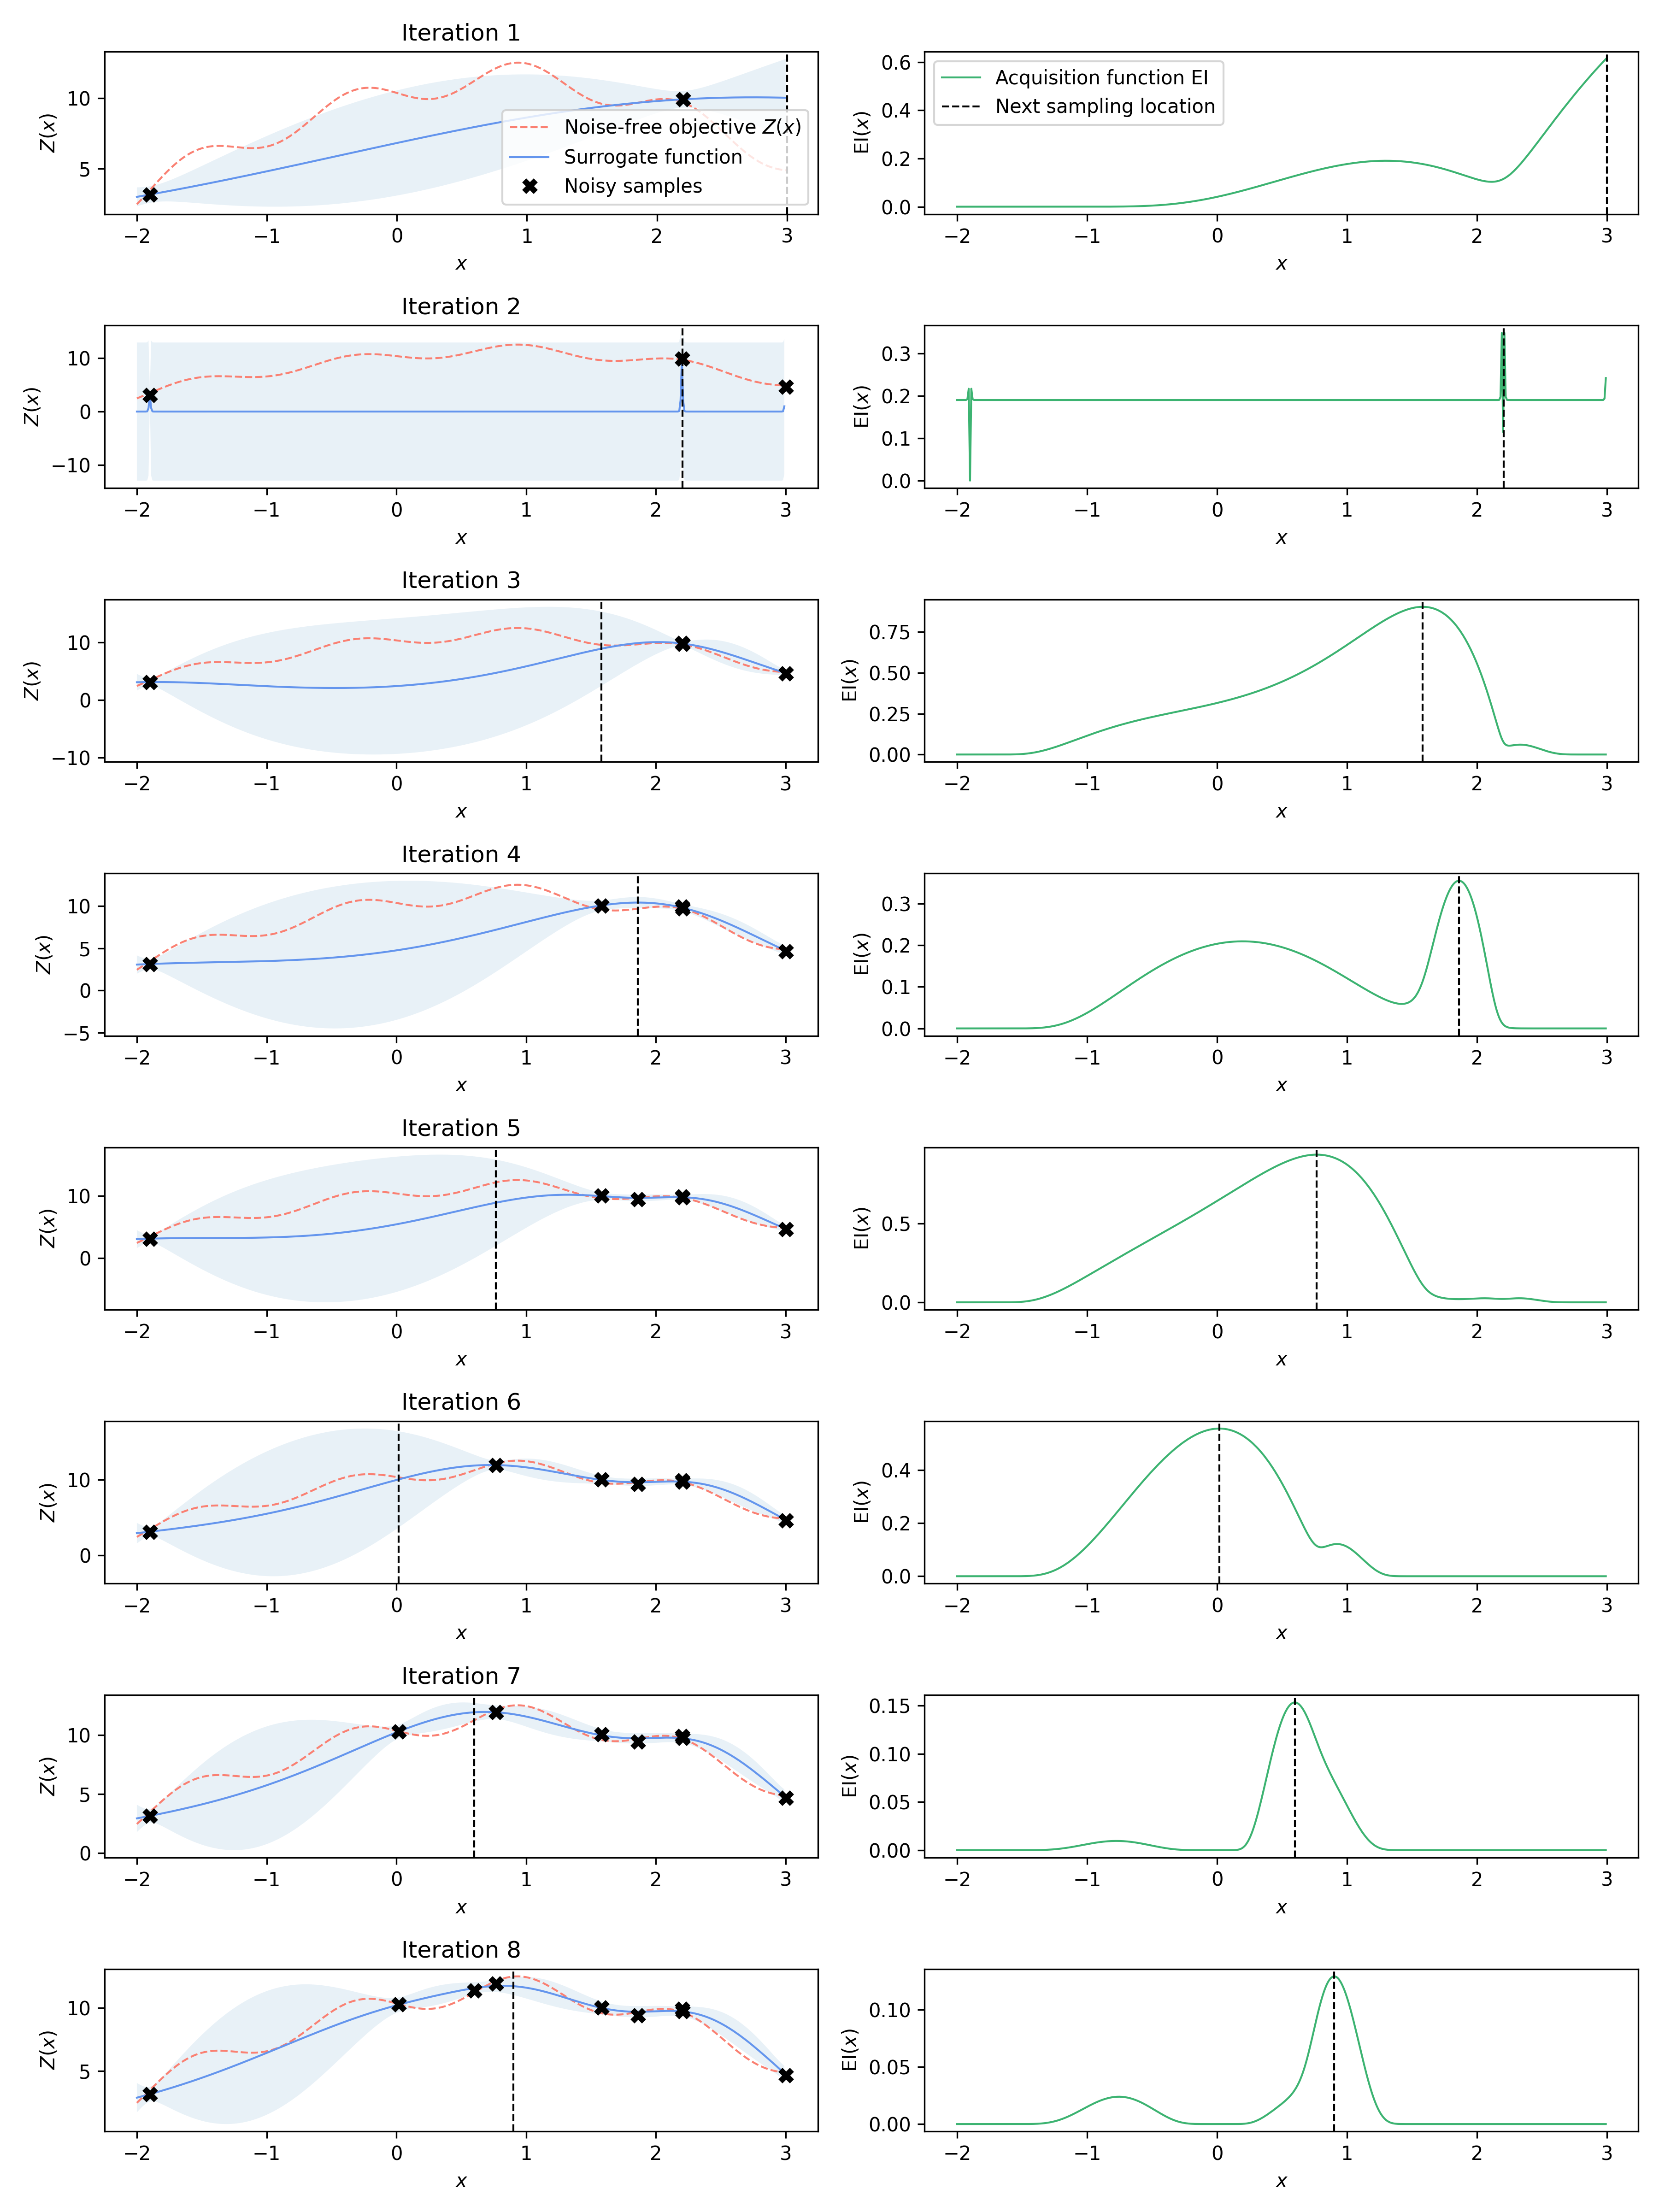 Iteration 1
Z(x)
10
5
Noise-free objective Z(x)
Surrogate function
Noisy samples
−2 −1 0 1 2 3
x
EI(x)
0.6
0.4
0.2
0.0
Acquisition function EI
Next sampling location
−2 −1 0 1 2 3
x
Iteration 2
Z(x)
10
0
−10
−2 −1 0 1 2 3
x
EI(x)
0.3
0.2
0.1
0.0
−2 −1 0 1 2 3
x
Iteration 3
Z(x)
10
0
−10
−2 −1 0 1 2 3
x
EI(x)
0.75
0.50
0.25
0.00
−2 −1 0 1 2 3
x
Iteration 4
Z(x)
10
5
0
−5
−2 −1 0 1 2 3
x
EI(x)
0.3
0.2
0.1
0.0
−2 −1 0 1 2 3
x
Iteration 5
Z(x)
10
0
−2 −1 0 1 2 3
x
EI(x)
0.5
0.0
−2 −1 0 1 2 3
x
Iteration 6
Z(x)
10
0
−2 −1 0 1 2 3
x
EI(x)
0.4
0.2
0.0
−2 −1 0 1 2 3
x
Iteration 7
Z(x)
10
5
0
−2 −1 0 1 2 3
x
EI(x)
0.15
0.10
0.05
0.00
−2 −1 0 1 2 3
x
Iteration 8
Z(x)
10
5
−2 −1 0 1 2 3
x
EI(x)
0.10
0.05
0.00
−2 −1 0 1 2 3
x